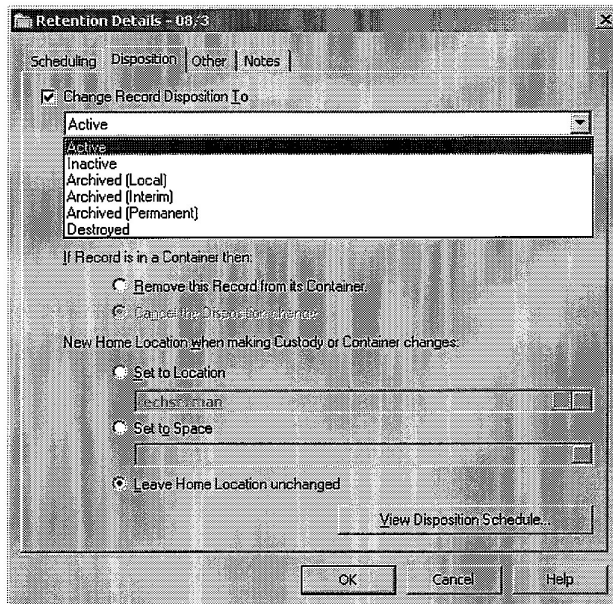 Retention Details - 08/3
Scheduling Disposition Other Notes
Change Record Disposition To
Active
Active
Inactive
Archived (Local)
Archived (Interim)
Archived (Permanent)
Destroyed
If Record is in a Container then:
Remove this Record from its Container.
Cancel the Disposition change
New Home Location when making Custody or Container changes:
Set to Location
Set to Space
Leave Home Location unchanged
View Disposition Schedule...
OK Cancel Help